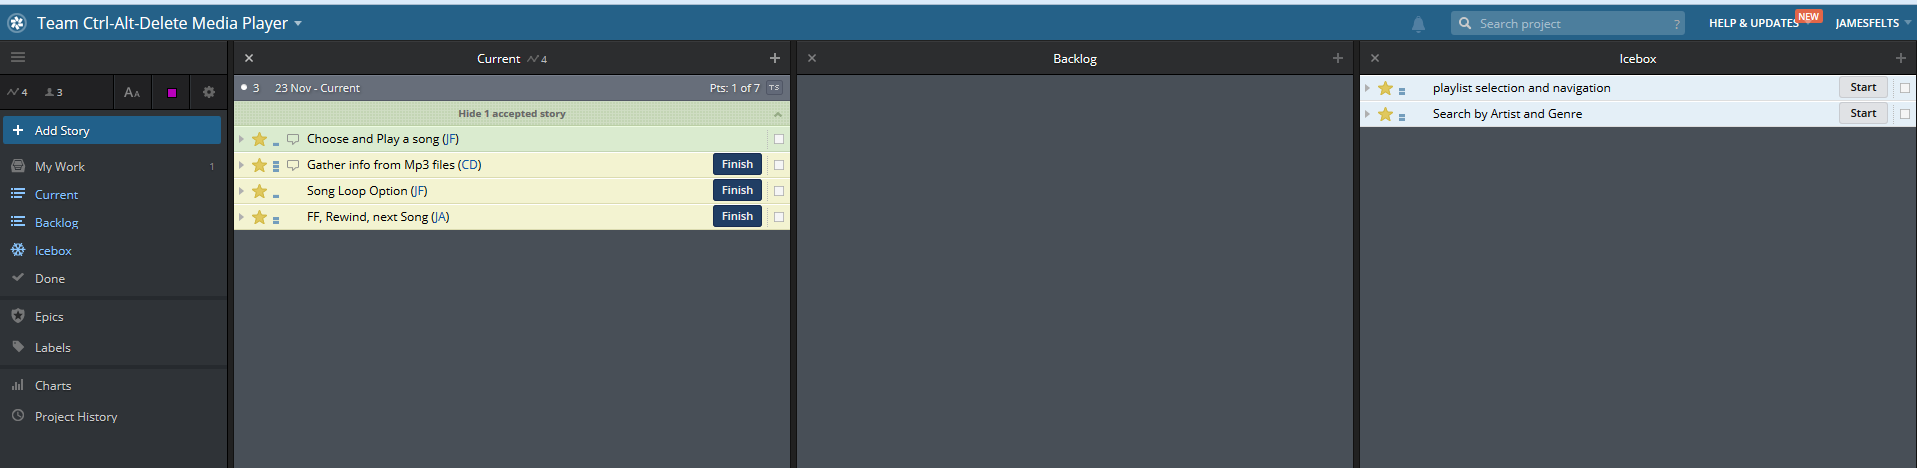 Team Ctrl-Alt-Delete Media Player
Search project ?
HELP & UPDATES NEW
JAMESFELTS
4 3 AA
+ Add Story
My Work 1
Current
Backlog
Icebox
Done
Epics
Labels
Charts
Project History
× Current 4 +
3 23 Nov - Current Pts: 1 of 7 TS
Hide 1 accepted story
Choose and Play a song (JF)
Gather info from Mp3 files (CD) Finish
Song Loop Option (JF) Finish
FF, Rewind, next Song (JA) Finish
× Backlog +
× Icebox +
playlist selection and navigation Start
Search by Artist and Genre Start